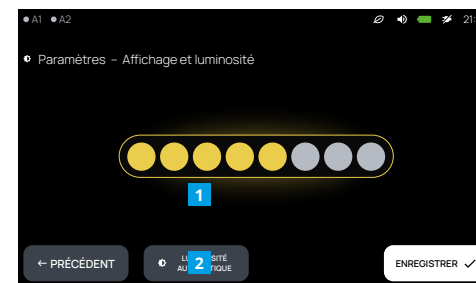 A1 A2 21:
Paramètres – Affichage et luminosité
1
← PRÉCÉDENT
2
ENREGISTRER ✓